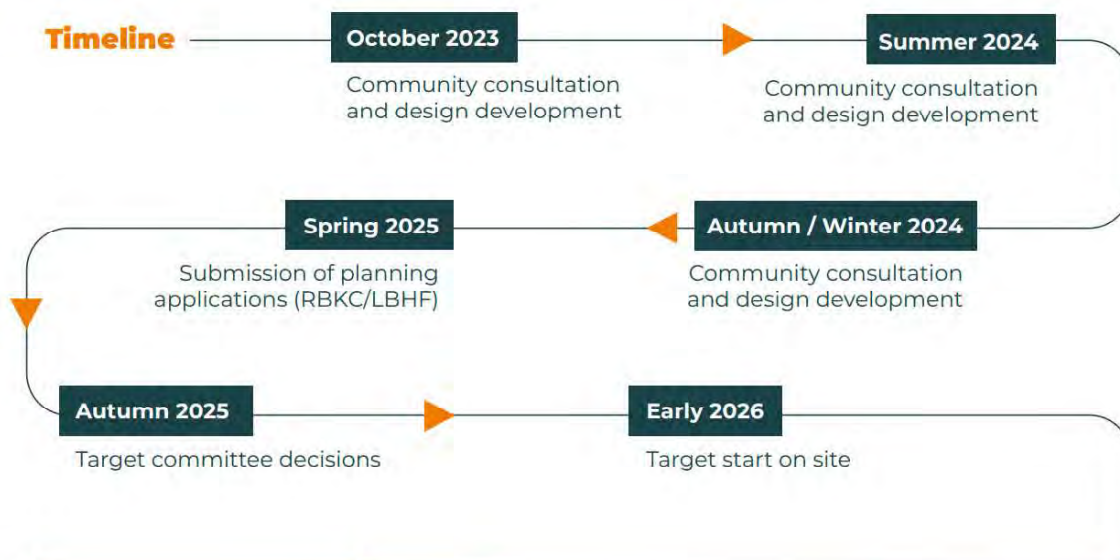 Timeline
October 2023
Community consultation
and design development
Summer 2024
Community consultation
and design development
Autumn / Winter 2024
Community consultation
and design development
Spring 2025
Submission of planning
applications (RBKC/LBHF)
Autumn 2025
Target committee decisions
Early 2026
Target start on site